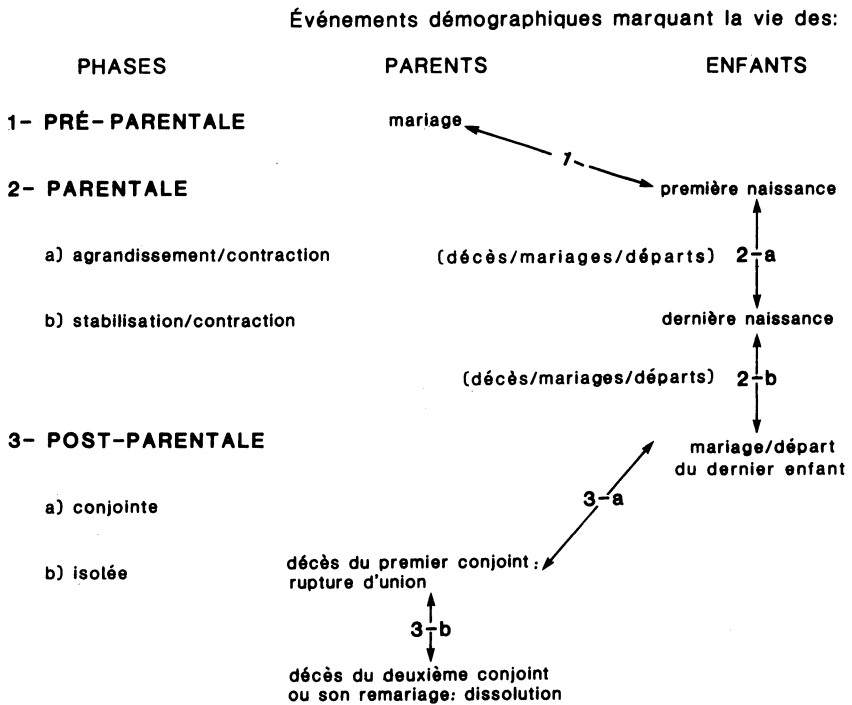 Événements démographiques marquant la vie des:
PHASES PARENTS ENFANTS
1- PRÉ-PARENTALE mariage
1-
2- PARENTALE première naissance
a) agrandissement/contraction (décès/mariages/départs) 2-a
b) stabilisation/contraction dernière naissance
(décès/mariages/départs) 2-b
3- POST-PARENTALE mariage/départ
du dernier enfant
a) conjointe 3-a
b) isolée décès du premier conjoint:
rupture d'union
3-b
décès du deuxième conjoint
ou son remariage: dissolution